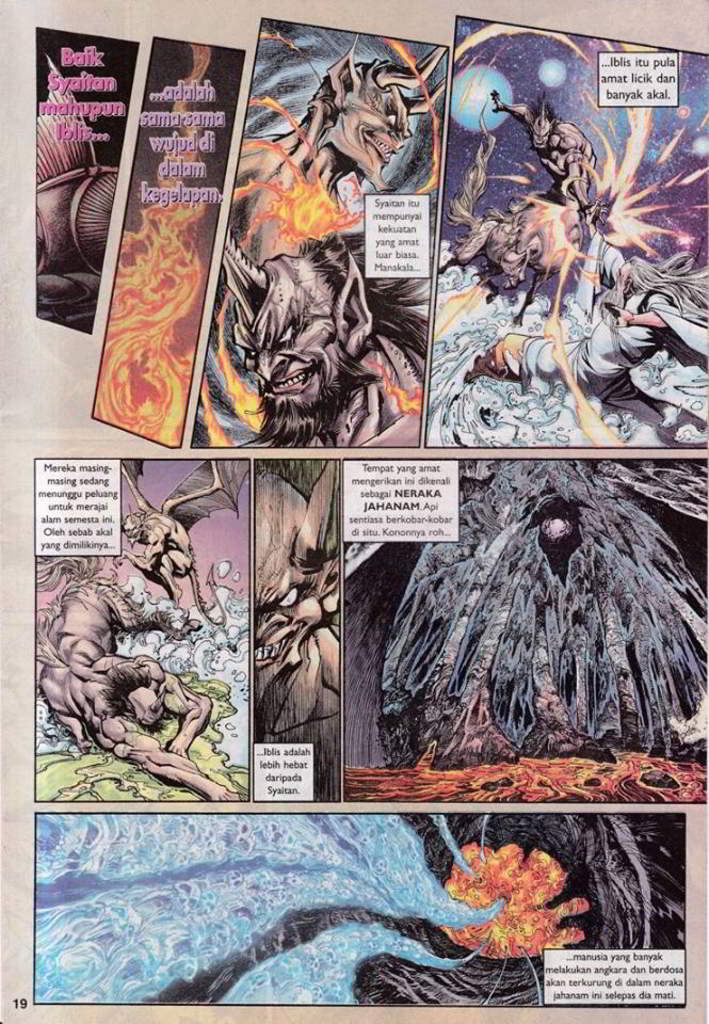 Baik
Syaitan
manupun
Iblis...
...adalah
sama-sama
wujud di
dalam
kegelapan.
Syaitan itu
mempunyai
kekuatan
yang amat
luar biasa.
Manakala...
...Iblis itu pula
amat licik dan
banyak akal.
Mereka masing-
masing sedang
menunggu peluang
untuk merajai
alam semesta ini.
Oleh sebab akal
yang dimilikinya...
...Iblis adalah
lebih hebat
daripada
Syaitan.
Tempat yang amat
mengerikan ini dikenali
sebagai NERAKA
JAHANAM. Api
sentiasa berkobar-kobar
di situ. Kononnya roh...
...manusia yang banyak
melakukan angkara dan berdosa
akan terkurung di dalam neraka
jahanam ini selepas dia mati.
19